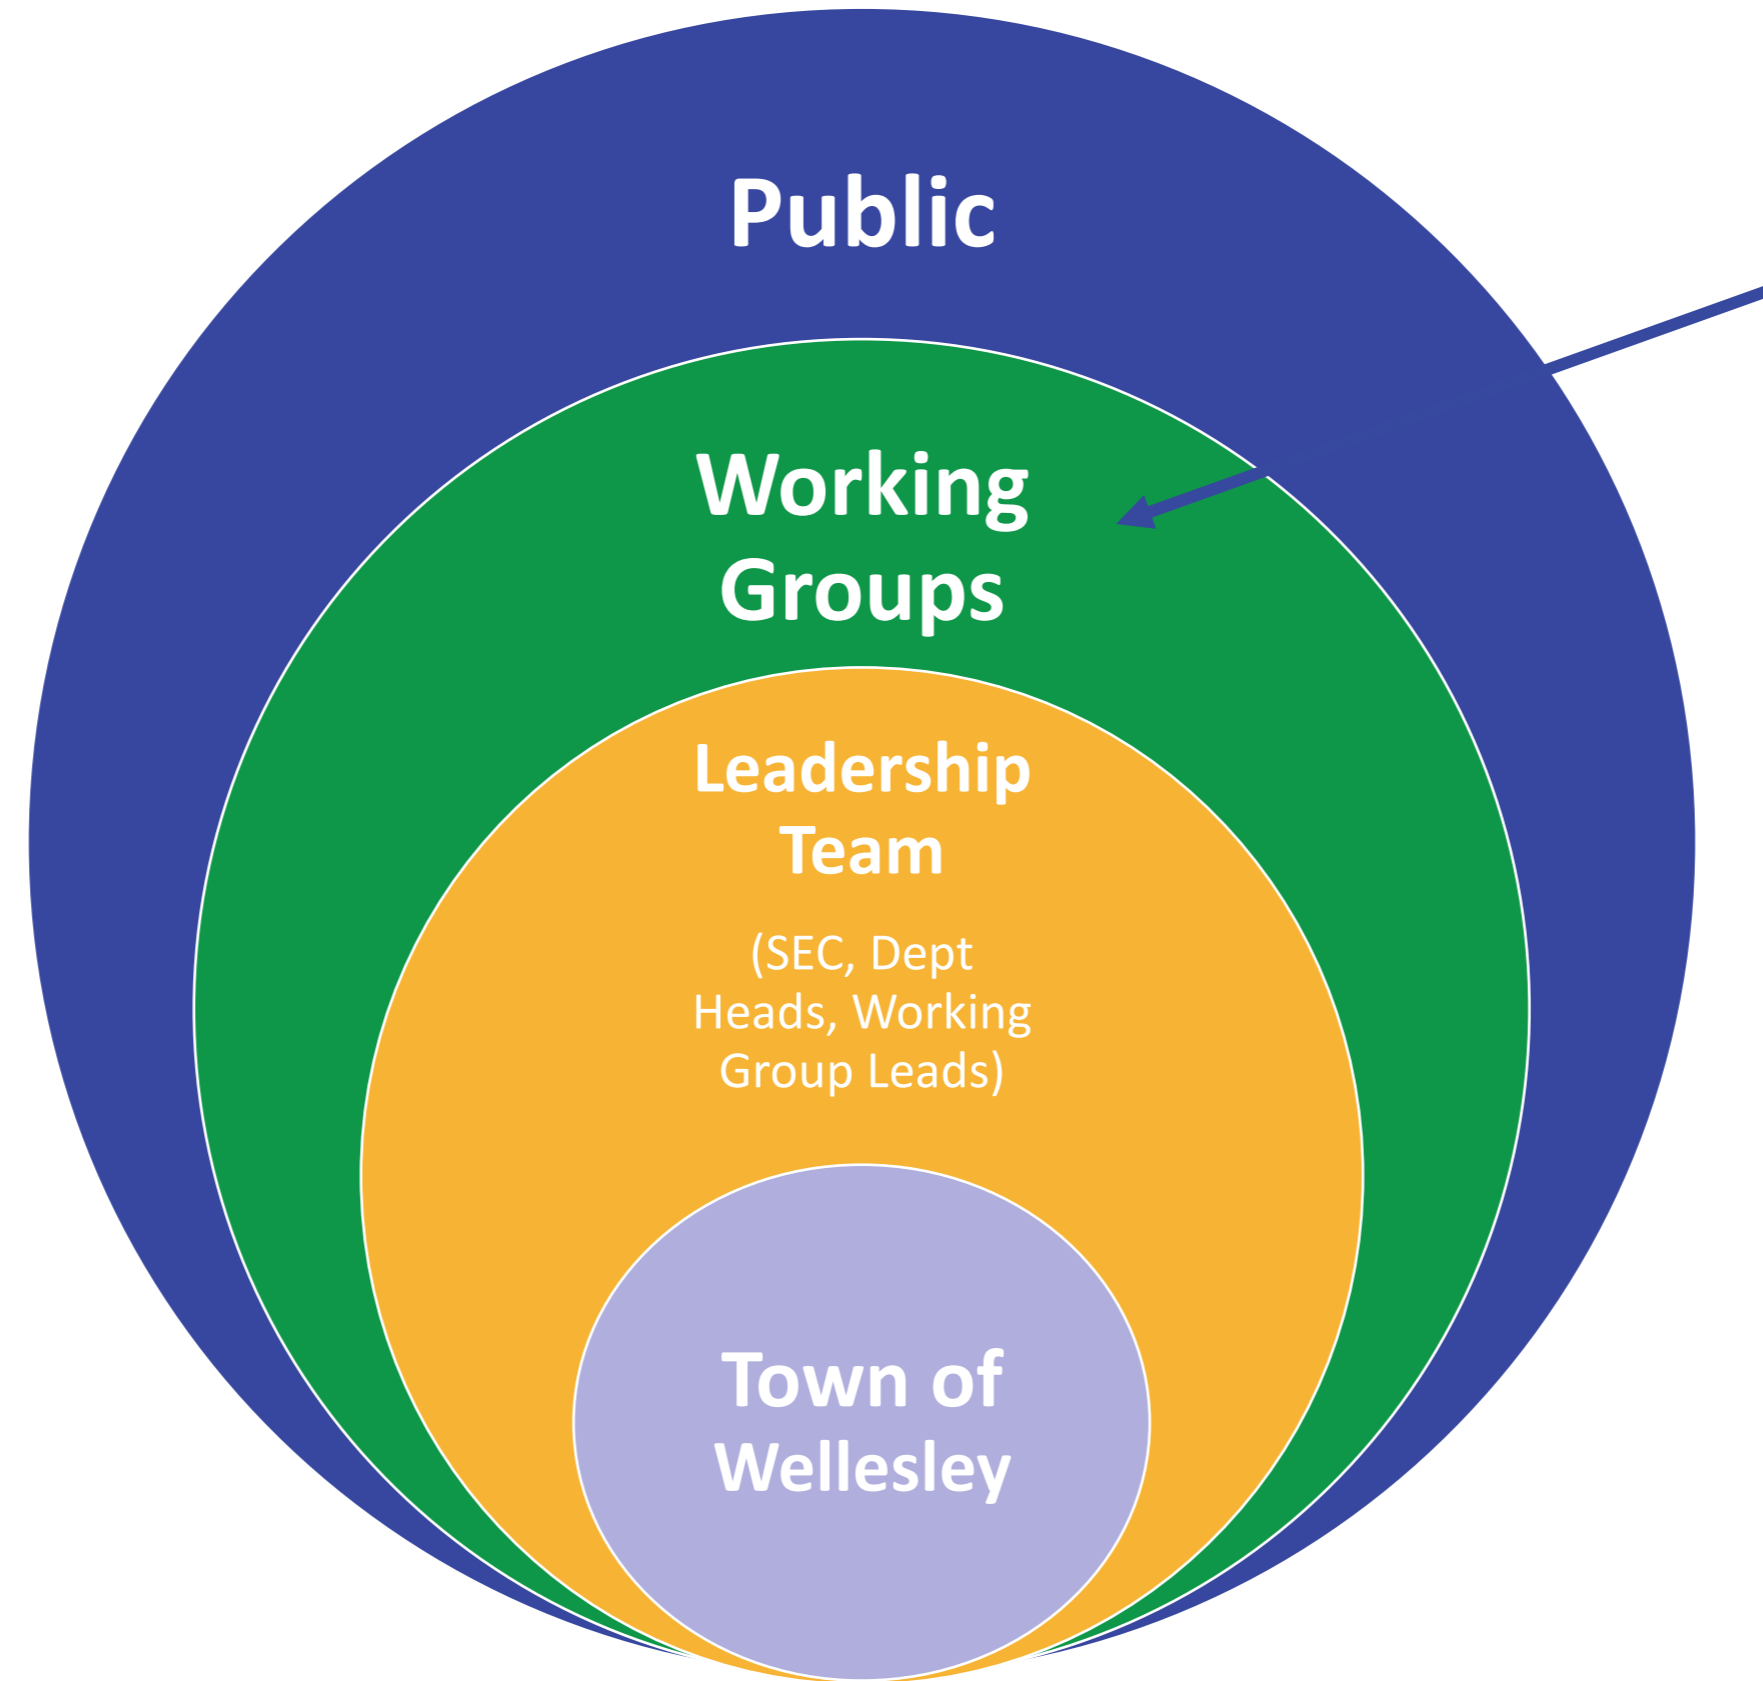 Public
Working
Groups
Leadership
Team
(SEC, Dept
Heads, Working
Group Leads)
Town of
Wellesley